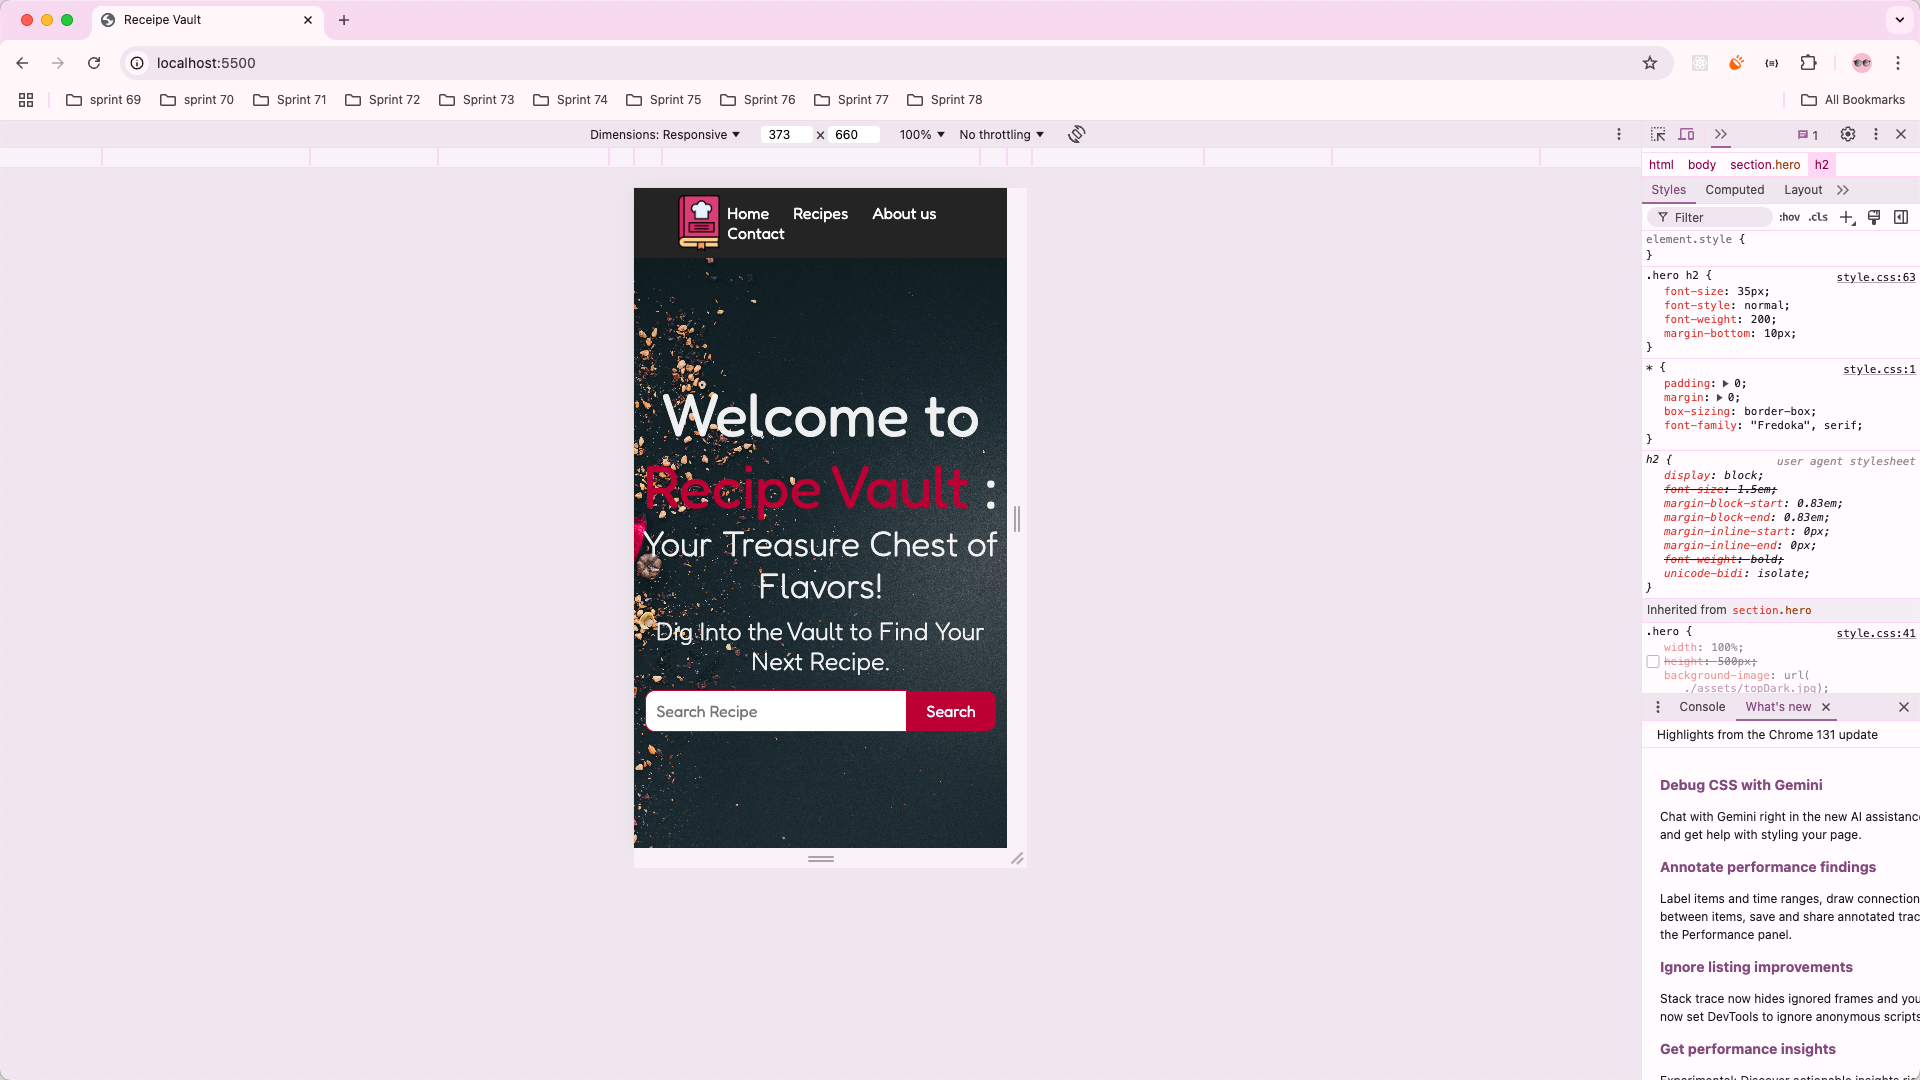 Receipe Vault
localhost:5500
sprint 69
sprint 70
Sprint 71
Sprint 72
Sprint 73
Sprint 74
Sprint 75
Sprint 76
Sprint 77
Sprint 78
All Bookmarks
Dimensions: Responsive
373 x 660
100%
No throttling
1
html body section.hero h2
Home Recipes About us
Contact
Welcome to
Recipe Vault :
Your Treasure Chest of
Flavors!
Dig Into the Vault to Find Your
Next Recipe.
Search Recipe
Search
Styles Computed Layout
Filter
:hov .cls
element.style {
}
.hero h2 { style.css:63
font-size: 35px;
font-style: normal;
font-weight: 200;
margin-bottom: 10px;
}
* { style.css:1
padding: 0;
margin: 0;
box-sizing: border-box;
font-family: "Fredoka", serif;
}
h2 { user agent stylesheet
display: block;
font-size: 1.5em;
margin-block-start: 0.83em;
margin-block-end: 0.83em;
margin-inline-start: 0px;
margin-inline-end: 0px;
font-weight: bold;
unicode-bidi: isolate;
}
Inherited from section.hero
.hero { style.css:41
width: 100%;
height: 500px;
background-image: url(
./assets/topDark.jpg);
Console What's new
Highlights from the Chrome 131 update
Debug CSS with Gemini
Chat with Gemini right in the new AI assistanc
and get help with styling your page.
Annotate performance findings
Label items and time ranges, draw connection
between items, save and share annotated trac
the Performance panel.
Ignore listing improvements
Stack trace now hides ignored frames and you
now set DevTools to ignore anonymous scripts
Get performance insights